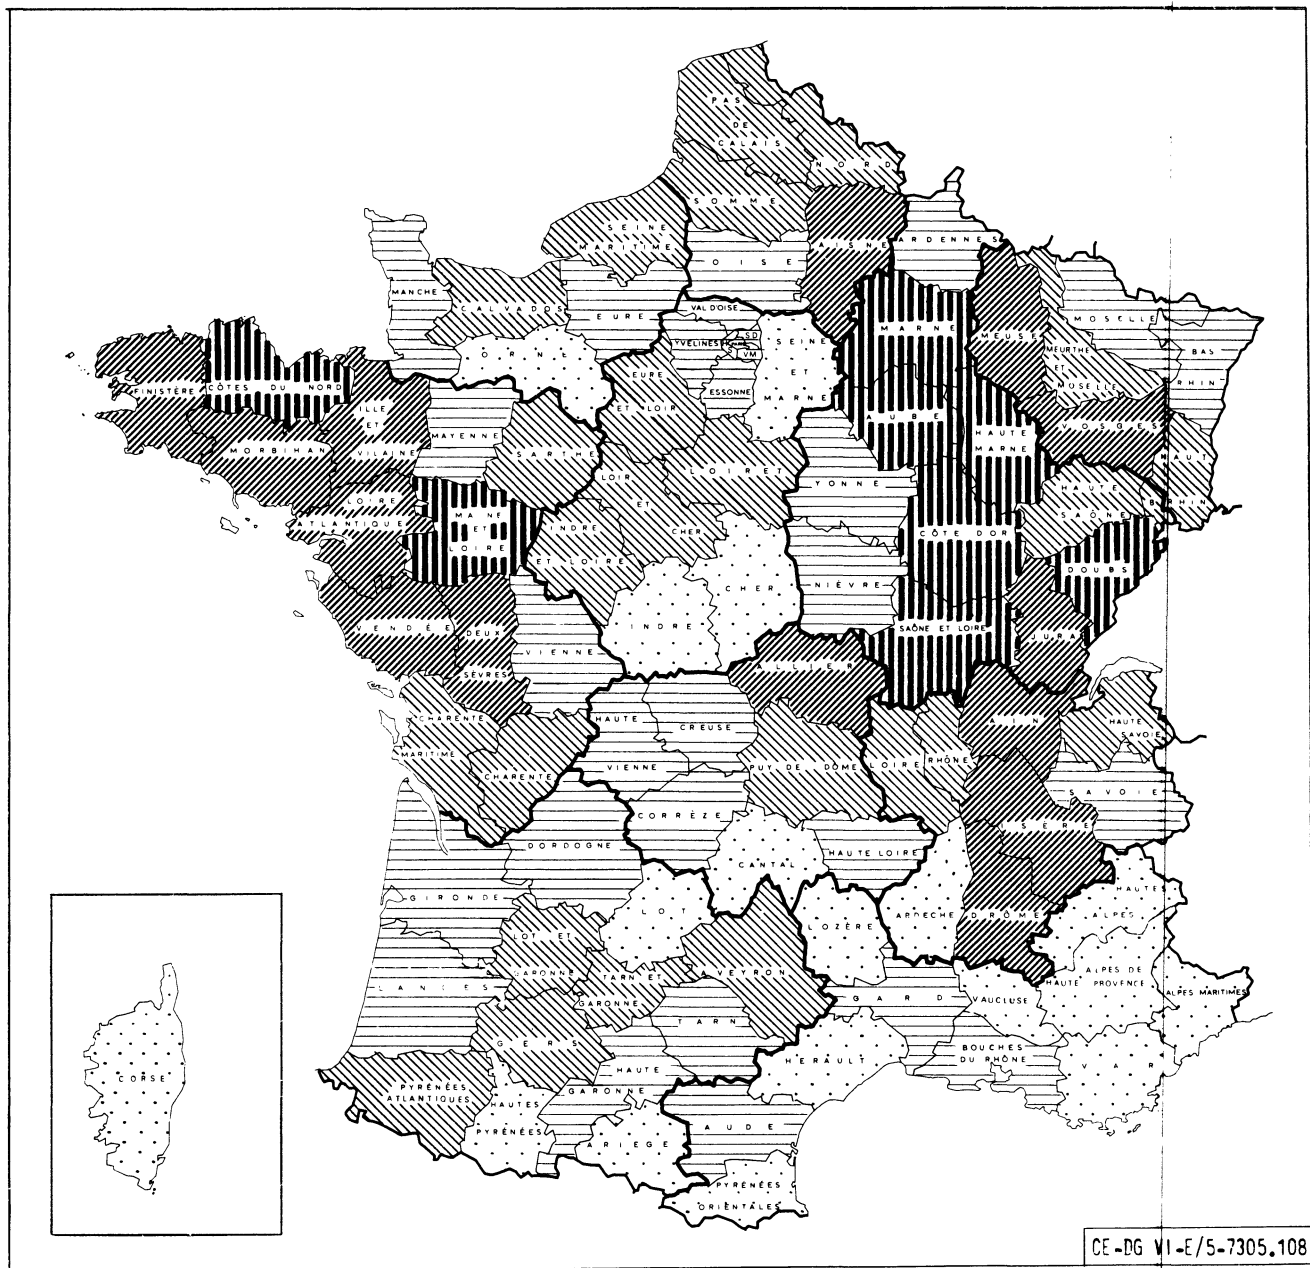 PAS
DE
CALAIS
NORD
SOMME
SEINE
MARITIME
AISNE
ARDENNES
OISE
MANCHE
CALVADOS
EURE
VAL D'OISE
MARNE
MEUSE
MOSELLE
MEURTHE
ET
MOSELLE
BAS
RHIN
ORNE
YVELINES
SD
VM
SEINE
ET
MARNE
ESSONNE
FINISTÈRE
CÔTES DU NORD
ILLE
ET
VILAINE
MORBIHAN
MAYENNE
SARTHE
EURE
ET LOIR
AUBE
HAUTE
MARNE
VOSGES
HAUT
RHIN
B
LOIRE
ATLANTIQUE
MAINE
ET
LOIRE
LOIR
ET
CHER
LOIRET
YONNE
HAUTE
SAÔNE
INDRE
ET LOIRE
CÔTE D'OR
DOUBS
CHER
NIÈVRE
VENDÉE
DEUX
SÈVRES
VIENNE
INDRE
SAÔNE ET LOIRE
JURA
ALLIER
CHARENTE
MARITIME
CHARENTE
HAUTE
VIENNE
CREUSE
PUY DE DÔME
LOIRE
RHÔNE
AIN
HAUTE
SAVOIE
SAVOIE
CORRÈZE
ISÈRE
DORDOGNE
CANTAL
HAUTE LOIRE
GIRONDE
LOT
LOZÈRE
ARDECHE
DRÔME
HAUTES
ALPES
LOT ET
GARONNE
TARN ET
GARONNE
AVEYRON
LANDES
GARD
VAUCLUSE
ALPES DE
HAUTE PROVENCE
ALPES MARITIMES
GERS
TARN
HAUTE
GARONNE
HERAULT
BOUCHES
DU RHÔNE
VAR
PYRÉNÉES
ATLANTIQUES
HAUTES
PYRÉNÉES
ARIEGE
AUDE
PYRÉNÉES
ORIENTALES
CORSE
CE-DG VI-E/5-7305.108